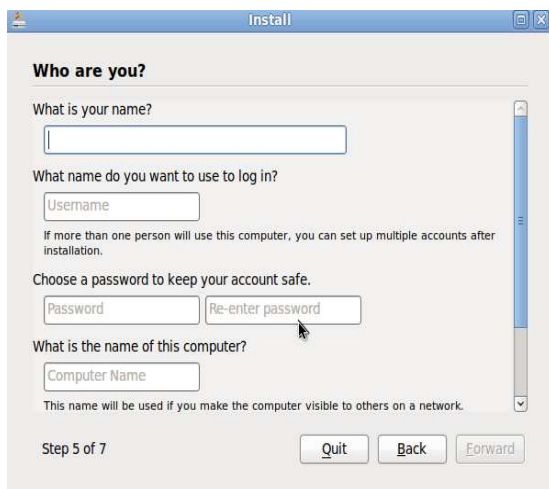 Install
Who are you?
What is your name?
What name do you want to use to log in?
Username
If more than one person will use this computer, you can set up multiple accounts after
installation.
Choose a password to keep your account safe.
Password Re-enter password
What is the name of this computer?
Computer Name
This name will be used if you make the computer visible to others on a network.
Step 5 of 7 Quit Back Forward